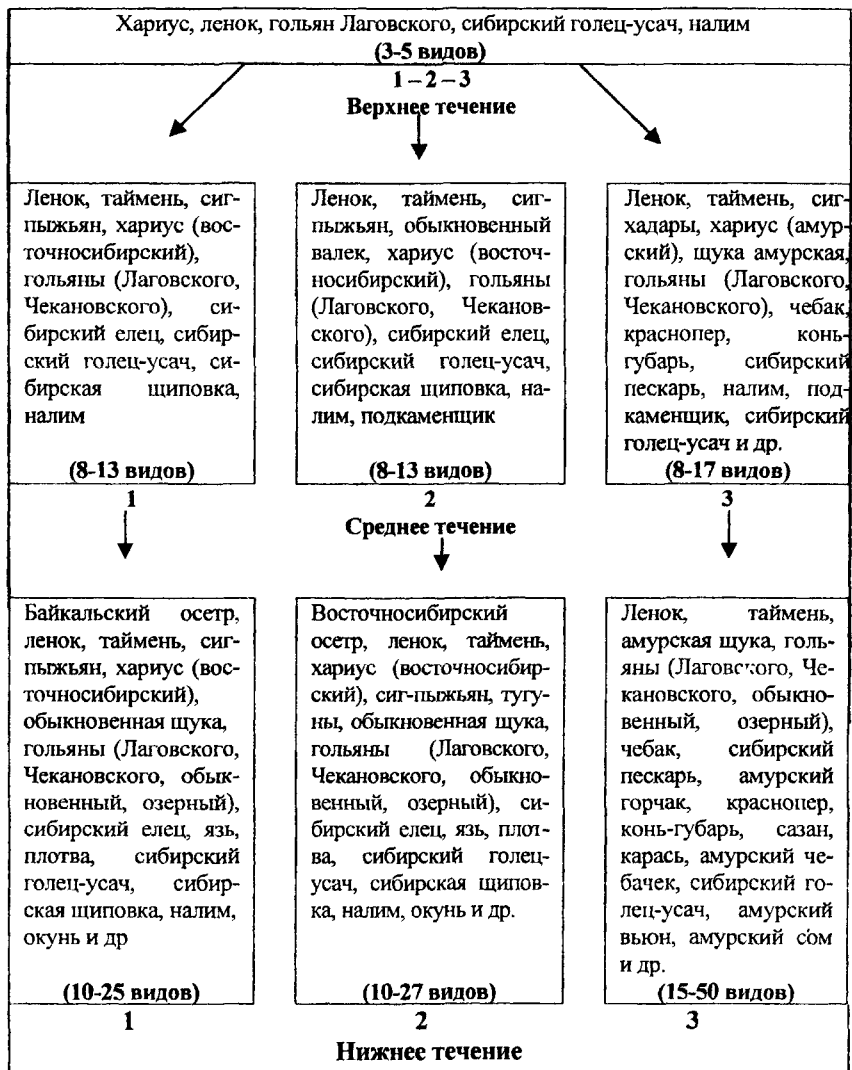 Хариус, ленок, гольян Лаговского, сибирский голец-усач, налим
(3-5 видов)
1 – 2 – 3
Верхнее течение
Ленок, таймень, сиг-
пыжьян, хариус (вос-
точносибирский),
гольяны (Лаговского,
Чекановского), си-
бирский елец, сибир-
ский голец-усач, си-
бирская щиповка,
налим
(8-13 видов)
1
Ленок, таймень, сиг-
пыжьян, обыкновенный
валек, хариус (восточ-
носибирский), гольяны
(Лаговского, Чеканов-
ского), сибирский елец,
сибирский голец-усач,
сибирская щиповка, на-
лим, подкаменщик
(8-13 видов)
2
Ленок, таймень, сиг-
хадары, хариус (амур-
ский), щука амурская,
гольяны (Лаговского,
Чекановского), чебак,
краснопер, конь-
губарь, сибирский
пескарь, налим, под-
каменщик, сибирский
голец-усач и др.
(8-17 видов)
3
Среднее течение
Байкальский осетр,
ленок, таймень, сиг-
пыжьян, хариус (вос-
точносибирский),
обыкновенная щука,
гольяны (Лаговского,
Чекановского, обык-
новенный, озерный),
сибирский елец, язь,
плотва, сибирский
голец-усач, сибир-
ская щиповка, налим,
окунь и др
(10-25 видов)
1
Восточносибирский
осетр, ленок, таймень,
хариус (восточносибир-
ский), сиг-пыжьян, тугу-
ны, обыкновенная щука,
гольяны (Лаговского,
Чекановского, обыкно-
венный, озерный), си-
бирский елец, язь, плот-
ва, сибирский голец-
усач, сибирская щипов-
ка, налим, окунь и др.
(10-27 видов)
2
Ленок, таймень,
амурская щука, голь-
яны (Лаговского, Че-
кановского, обыкно-
венный, озерный),
чебак, сибирский
пескарь, амурский
горчак, краснопер,
конь-губарь, сазан,
карась, амурский че-
бачек, сибирский го-
лец-усач, амурский
вьюн, амурский сом
и др.
(15-50 видов)
3
Нижнее течение